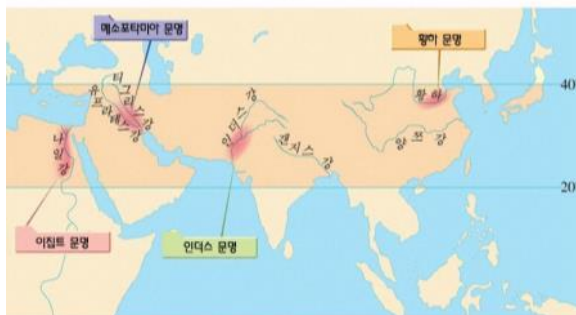 메소포타미아 문명
황하 문명
티그리스강
유프라테스강
나일강
인더스강
갠지스강
황하
양쯔강
40
20
이집트 문명
인더스 문명